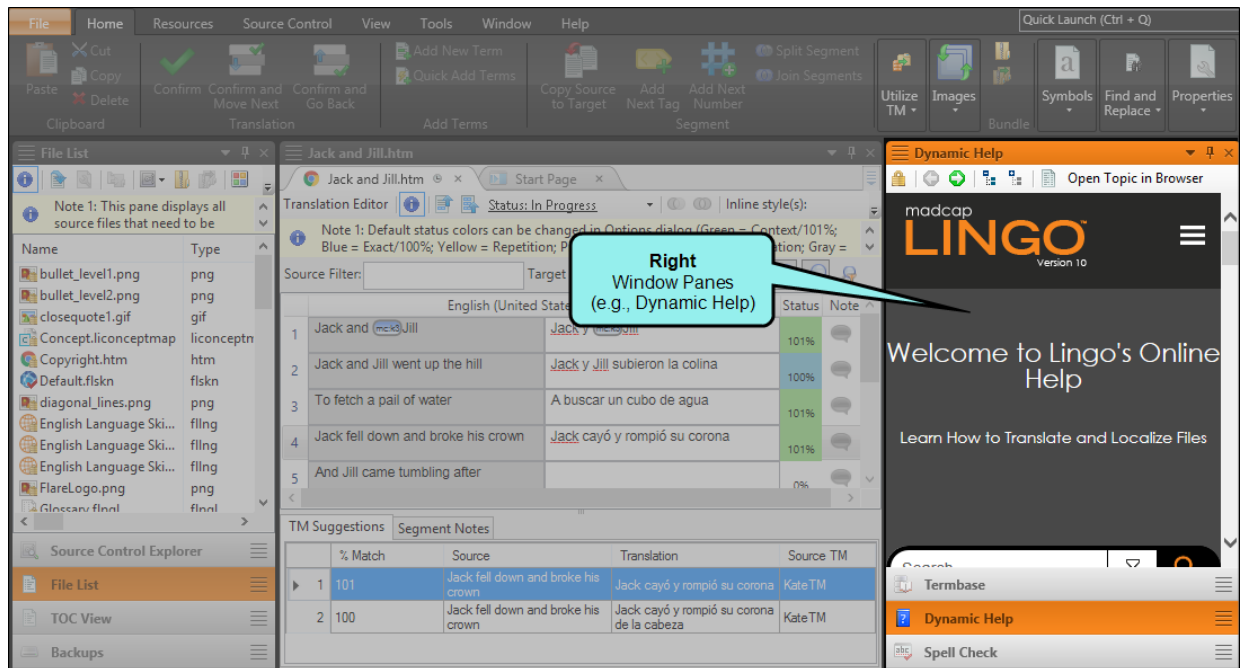 File Home Resources Source Control View Tools Window Help
Quick Launch (Ctrl + Q)
Paste
Cut
Copy
Delete
Clipboard
Confirm
Confirm and
Move Next
Confirm and
Go Back
Translation
Add New Term
Quick Add Terms
Add Terms
Copy Source
to Target
Add
Next Tag
Add Next
Number
Split Segment
Join Segments
Segment
Utilize
TM
Images
Bundle
a
Symbols
Find and
Replace
Properties
File List
Note 1: This pane displays all
source files that need to be
Name Type
bullet_level1.png png
bullet_level2.png png
closequote1.gif gif
Concept.liconceptmap liconceptn
Copyright.htm htm
Default.flskn flskn
diagonal_lines.png png
English Language Ski... fllng
English Language Ski... fllng
English Language Ski... fllng
FlareLogo.png png
Glossary.flngl flngl
Source Control Explorer
File List
TOC View
Backups
Jack and Jill.htm
Jack and Jill.htm Start Page
Translation Editor Status: In Progress Inline style(s):
Note 1: Default status colors can be changed in Options dialog (Green = Context/101%;
Blue = Exact/100%; Yellow = Repetition; P tion; Gray =
Source Filter: Target
English (United State Status Note
1 Jack and Jill Jack y Jill 101%
2 Jack and Jill went up the hill Jack y Jill subieron la colina 100%
3 To fetch a pail of water A buscar un cubo de agua 101%
4 Jack fell down and broke his crown Jack cayó y rompió su corona 101%
5 And Jill came tumbling after 0%
Right
Window Panes
(e.g., Dynamic Help)
TM Suggestions Segment Notes
% Match Source Translation Source TM
1 101 Jack fell down and broke his Jack cayó y rompió su corona KateTM
crown
2 100 Jack fell down and broke his Jack cayó y rompió su corona KateTM
crown de la cabeza
Dynamic Help
Open Topic in Browser
madcap
LINGO™
Version 10
Welcome to Lingo's Online
Help
Learn How to Translate and Localize Files
Search
Termbase
Dynamic Help
abc
Spell Check